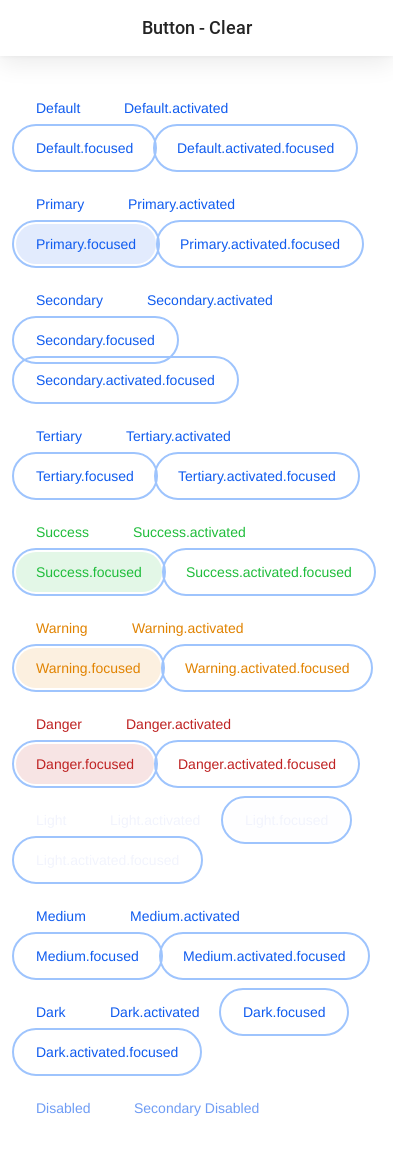 Button - Clear
Default Default.activated
Default.focused Default.activated.focused
Primary Primary.activated
Primary.focused Primary.activated.focused
Secondary Secondary.activated
Secondary.focused
Secondary.activated.focused
Tertiary Tertiary.activated
Tertiary.focused Tertiary.activated.focused
Success Success.activated
Success.focused Success.activated.focused
Warning Warning.activated
Warning.focused Warning.activated.focused
Danger Danger.activated
Danger.focused Danger.activated.focused
Light Light.activated Light.focused
Light.activated.focused
Medium Medium.activated
Medium.focused Medium.activated.focused
Dark Dark.activated Dark.focused
Dark.activated.focused
Disabled Secondary Disabled